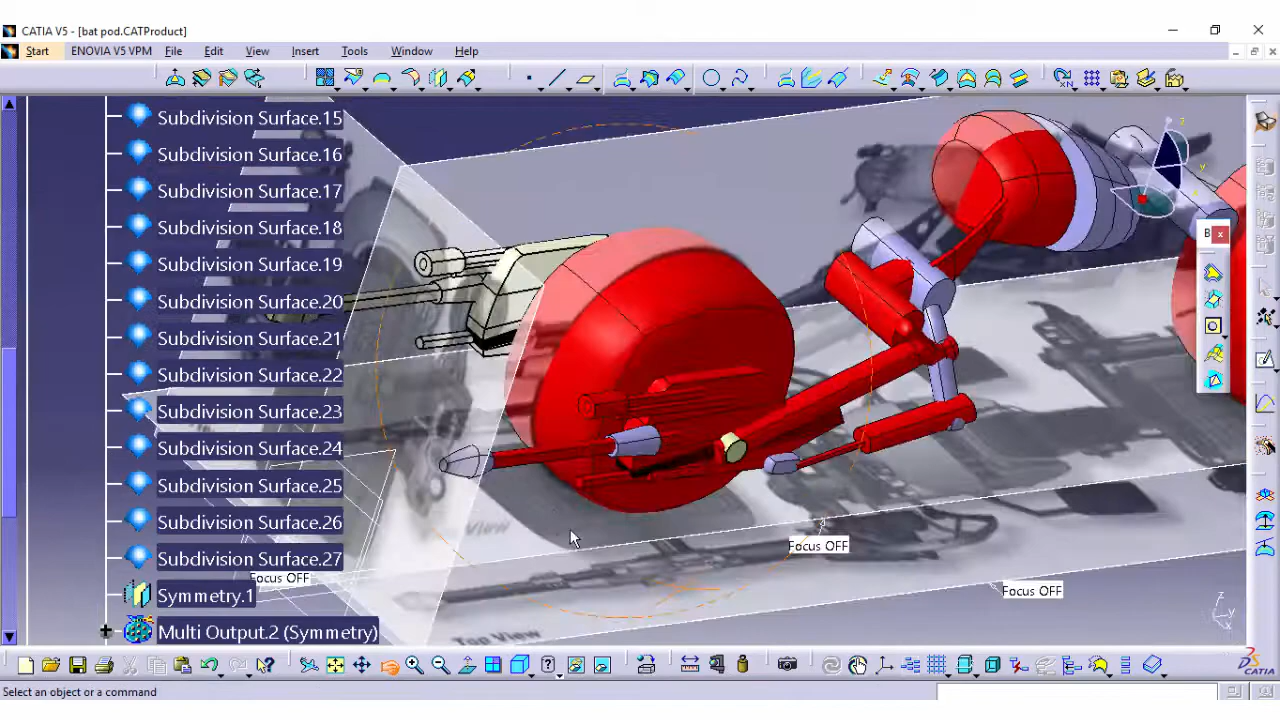 CATIA V5 - [bat pod.CATProduct]
Start ENOVIA V5 VPM File Edit View Insert Tools Window Help
Subdivision Surface.15
Subdivision Surface.16
Subdivision Surface.17
Subdivision Surface.18
Subdivision Surface.19
Subdivision Surface.20
Subdivision Surface.21
Subdivision Surface.22
Subdivision Surface.23
Subdivision Surface.24
Subdivision Surface.25
Subdivision Surface.26
Subdivision Surface.27
Focus OFF
Symmetry.1
Multi Output.2 (Symmetry)
View
Focus OFF
Focus OFF
Top View
B
z
y
x
CATIA
Select an object or a command